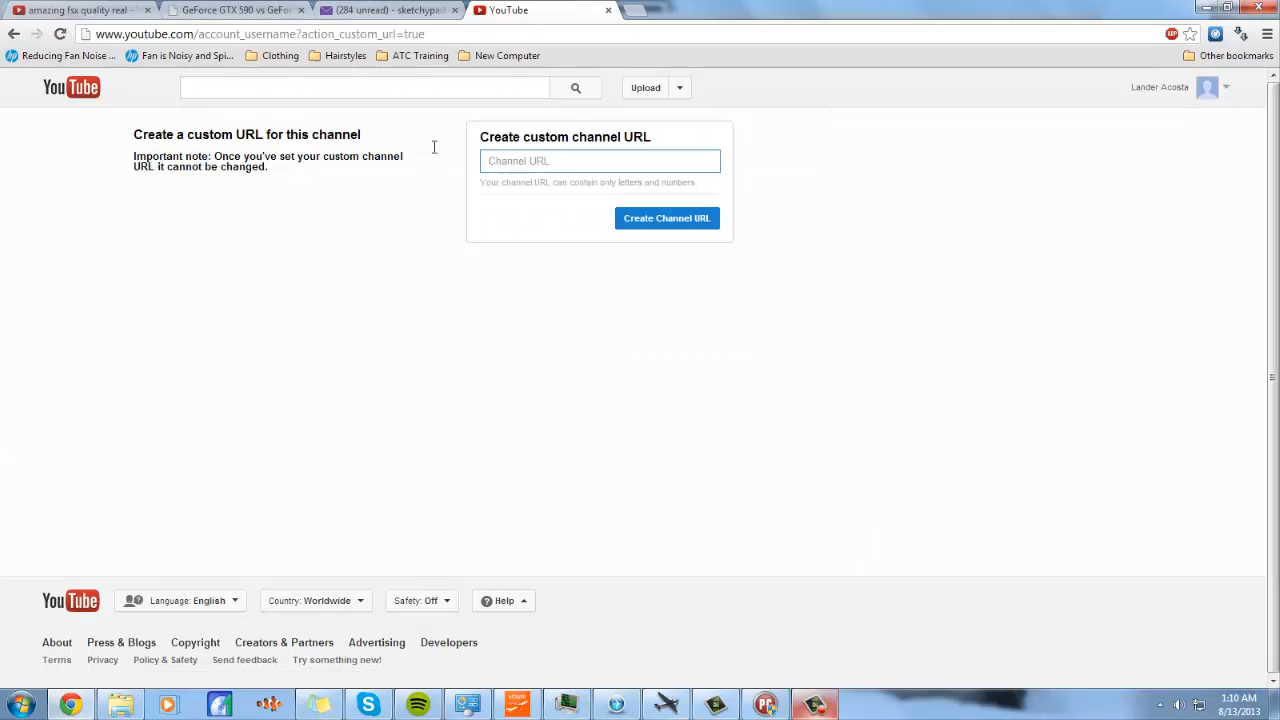 amazing fsx quality real -
GeForce GTX 590 vs GeFor
(284 unread) - sketchypad
YouTube
www.youtube.com/account_username?action_custom_url=true
ABP
Reducing Fan Noise ...
Fan is Noisy and Spi...
Clothing
Hairstyles
ATC Training
New Computer
Other bookmarks
YouTube
Upload
Lander Acosta
Create a custom URL for this channel
Important note: Once you've set your custom channel
URL it cannot be changed.
Create custom channel URL
Channel URL
Your channel URL can contain only letters and numbers.
Create Channel URL
YouTube
Language: English
Country: Worldwide
Safety: Off
Help
About Press & Blogs Copyright Creators & Partners Advertising Developers
Terms Privacy Policy & Safety Send feedback Try something new!
1:10 AM
8/13/2013